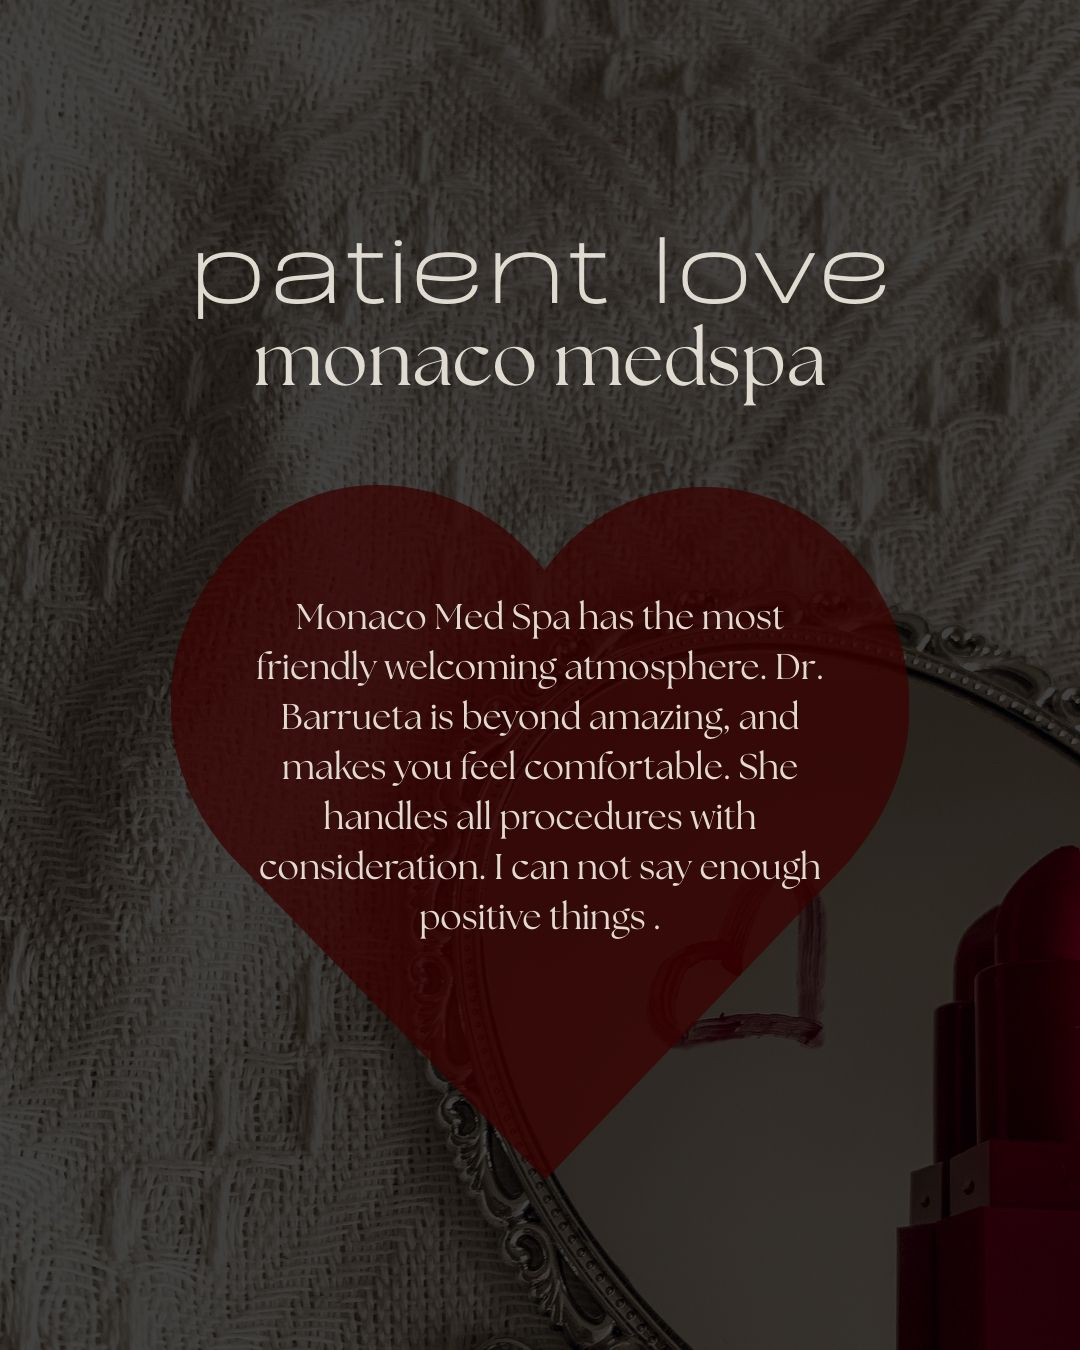 patient love
monaco medspa
Monaco Med Spa has the most
friendly welcoming atmosphere. Dr.
Barrueta is beyond amazing, and
makes you feel comfortable. She
handles all procedures with
consideration. I can not say enough
positive things .